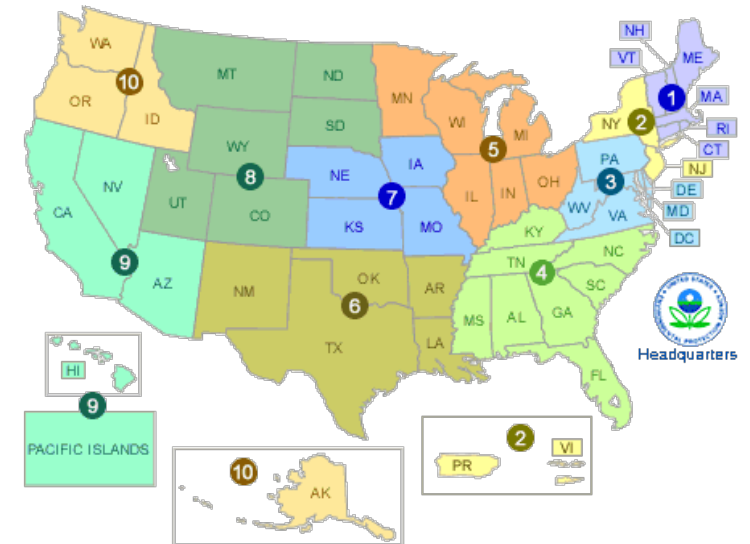 WA
10
OR
ID
MT
ND
SD
WY
8
UT
CO
NE
KS
IA
7
MO
MN
WI
MI
5
IL
IN
OH
NH
VT
ME
1
MA
RI
CT
NY
2
NJ
PA
3
WV
VA
DE
MD
DC
CA
NV
9
AZ
NM
OK
6
TX
AR
LA
KY
TN
4
NC
SC
MS
AL
GA
FL
Headquarters
HI
9
PACIFIC ISLANDS
10
AK
2
PR
VI